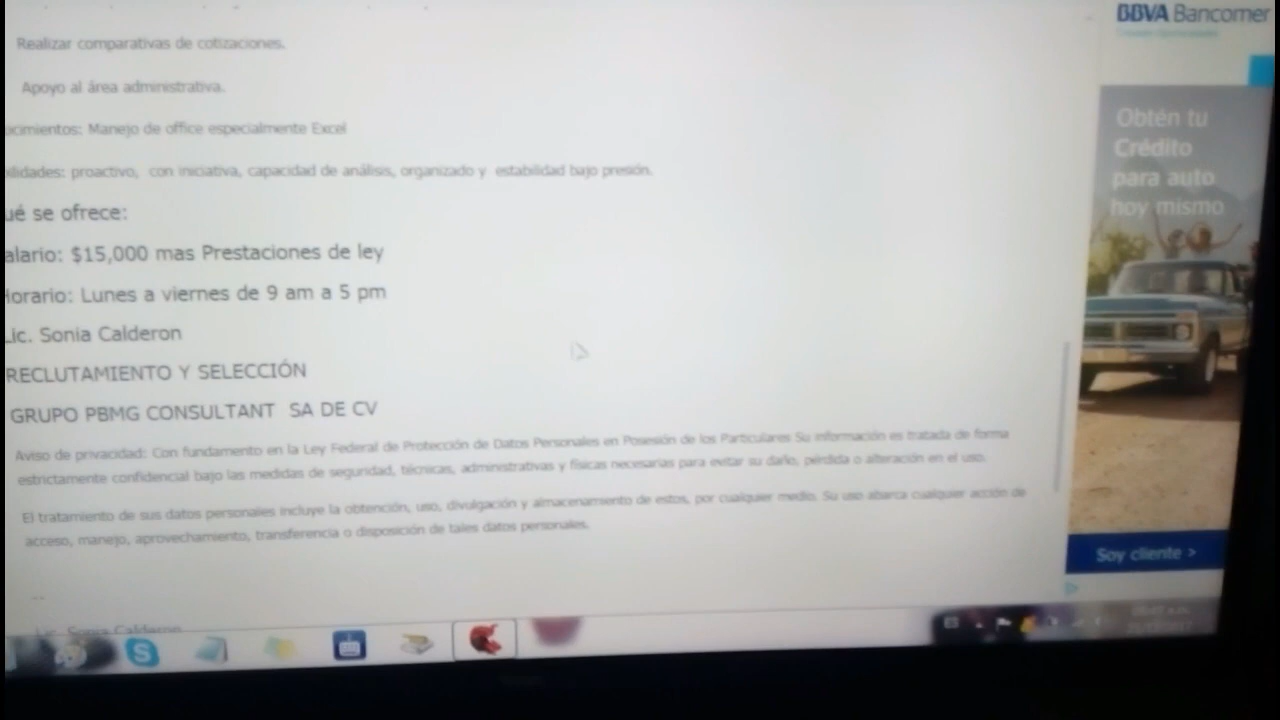 Realizar comparativas de cotizaciones.
Apoyo al área administrativa.
ocimientos: Manejo de office especialmente Excel
ilidades: proactivo, con iniciativa, capacidad de análisis, organizado y estabilidad bajo presión.
ué se ofrece:
alario: $15,000 mas Prestaciones de ley
Horario: Lunes a viernes de 9 am a 5 pm
Lic. Sonia Calderon
RECLUTAMIENTO Y SELECCIÓN
GRUPO PBMG CONSULTANT SA DE CV
Aviso de privacidad: Con fundamento en la Ley Federal de Protección de Datos Personales en Posesión de los Particulares Su información es tratada de forma
estrictamente confidencial bajo las medidas de seguridad, técnicas, administrativas y físicas necesarias para evitar su daño, pérdida o alteración en el uso.
El tratamiento de sus datos personales incluye la obtención, uso, divulgación y almacenamiento de estos, por cualquier medio. Su uso abarca cualquier acción de
acceso, manejo, aprovechamiento, transferencia o disposición de tales datos personales.
Lic. Sonia Calderon
BBVA Bancomer
Obtén tu
Crédito
para auto
hoy mismo
Soy cliente >